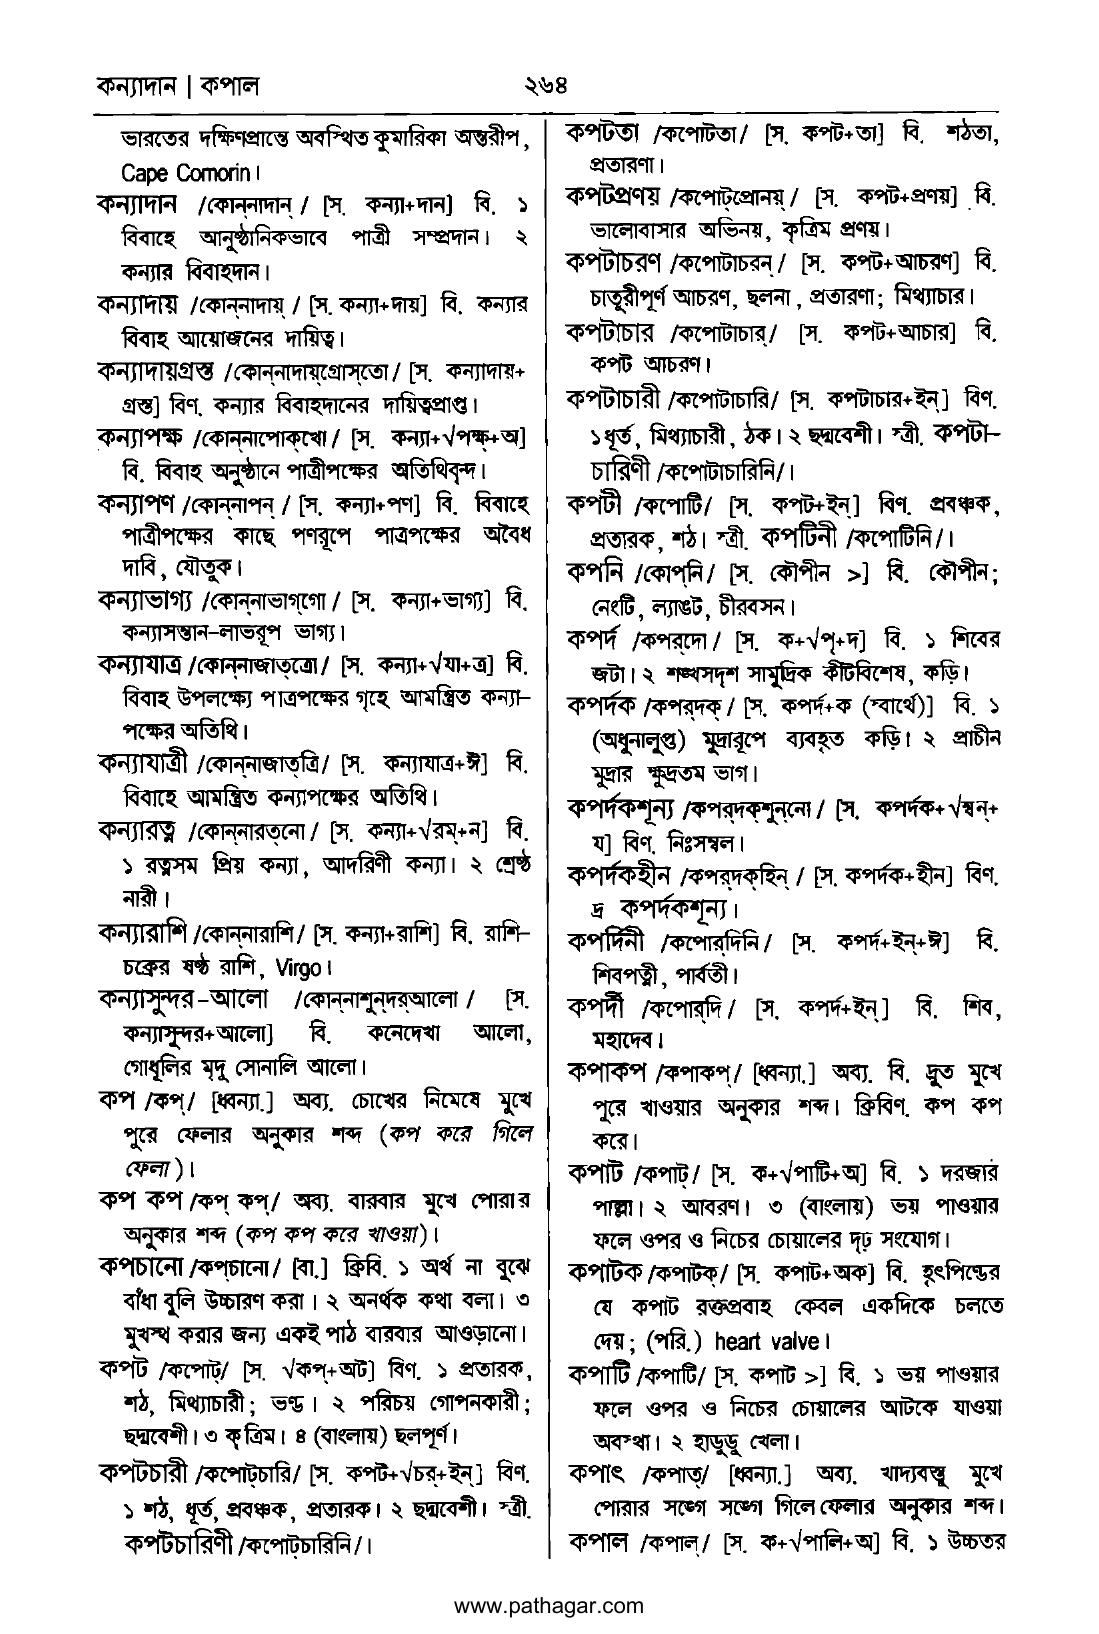 কন্যাদান | কপাল
২৬৪
ভারতের দক্ষিণপ্রান্তে অবস্থিত কুমারিকা অন্তরীপ,
Cape Comorin।
কন্যাদান /কোন্‌নাদান্‌/ [স. কন্যা+দান] বি. ১
বিবাহে আনুষ্ঠানিকভাবে পাত্রী সম্প্রদান। ২
কন্যার বিবাহদান।
কন্যাদায় /কোন্‌নাদায়্‌/ [স. কন্যা+দায়] বি. কন্যার
বিবাহ আয়োজনের দায়িত্ব।
কন্যাদায়গ্রস্ত /কোন্‌নাদায়্‌গ্রোস্‌তো/ [স. কন্যাদায়+
গ্রস্ত] বিণ. কন্যার বিবাহদানের দায়িত্বপ্রাপ্ত।
কন্যাপক্ষ /কোন্‌নাপোক্‌খো/ [স. কন্যা+√পক্ষ্‌+অ]
বি. বিবাহ অনুষ্ঠানে পাত্রীপক্ষের অতিথিবৃন্দ।
কন্যাপণ /কোন্‌নাপন্‌/ [স. কন্যা+পণ] বি. বিবাহে
পাত্রীপক্ষের কাছে পণরূপে পাত্রপক্ষের অবৈধ
দাবি, যৌতুক।
কন্যাভাগ্য /কোন্‌নাভাগ্‌গো/ [স. কন্যা+ভাগ্য] বি.
কন্যাসন্তান-লাভরূপ ভাগ্য।
কন্যাযাত্র /কোন্‌নাজাত্‌ত্রো/ [স. কন্যা+√যা+ত্র] বি.
বিবাহ উপলক্ষ্যে পাত্রপক্ষের গৃহে আমন্ত্রিত কন্যা-
পক্ষের অতিথি।
কন্যাযাত্রী /কোন্‌নাজাত্‌ত্রি/ [স. কন্যাযাত্র+ঈ] বি.
বিবাহে আমন্ত্রিত কন্যাপক্ষের অতিথি।
কন্যারত্ন /কোন্‌নারত্‌নো/ [স. কন্যা+√রম্‌+ন] বি.
১ রত্নসম প্রিয় কন্যা, আদরিণী কন্যা। ২ শ্রেষ্ঠ
নারী।
কন্যারাশি /কোন্‌নারাশি/ [স. কন্যা+রাশি] বি. রাশি-
চক্রের ষষ্ঠ রাশি, Virgo।
কন্যাসুন্দর-আলো /কোন্‌নাশুন্‌দর্‌আলো/ [স.
কন্যাসুন্দর+আলো] বি. কনেদেখা আলো,
গোধূলির মৃদু সোনালি আলো।
কপ /কপ্‌/ [ধ্বন্যা.] অব্য. চোখের নিমেষে মুখে
পুরে ফেলার অনুকার শব্দ (কপ করে গিলে
ফেলা)।
কপ কপ /কপ্‌ কপ্‌/ অব্য. বারবার মুখে পোরার
অনুকার শব্দ (কপ কপ করে খাওয়া)।
কপচানো /কপ্‌চানো/ [বা.] ক্রিবি. ১ অর্থ না বুঝে
বাঁধা বুলি উচ্চারণ করা। ২ অনর্থক কথা বলা। ৩
মুখস্থ করার জন্য একই পাঠ বারবার আওড়ানো।
কপট /কপোট্‌/ [স. √কপ্‌+অট] বিণ. ১ প্রতারক,
শঠ, মিথ্যাচারী; ভণ্ড। ২ পরিচয় গোপনকারী;
ছদ্মবেশী। ৩ কৃত্রিম। ৪ (বাংলায়) ছলপূর্ণ।
কপটচারী /কপোট্‌চারি/ [স. কপট+√চর্‌+ইন্‌] বিণ.
১ শঠ, ধূর্ত, প্রবঞ্চক, প্রতারক। ২ ছদ্মবেশী। স্ত্রী.
কপটচারিণী /কপোট্‌চারিনি/।
কপটতা /কপোটতা/ [স. কপট+তা] বি. শঠতা,
প্রতারণা।
কপটপ্রণয় /কপোট্‌প্রোনয়্‌/ [স. কপট+প্রণয়] বি.
ভালোবাসার অভিনয়, কৃত্রিম প্রণয়।
কপটাচরণ /কপোটাচরন্‌/ [স. কপট+আচরণ] বি.
চাতুরীপূর্ণ আচরণ, ছলনা, প্রতারণা; মিথ্যাচার।
কপটাচার /কপোটাচার্‌/ [স. কপট+আচার] বি.
কপট আচরণ।
কপটাচারী /কপোটাচারি/ [স. কপটাচার+ইন্‌] বিণ.
১ধূর্ত, মিথ্যাচারী, ঠক। ২ ছদ্মবেশী। স্ত্রী. কপটা-
চারিণী /কপোটাচারিনি/।
কপটী /কপোটি/ [স. কপট+ইন্‌] বিণ. প্রবঞ্চক,
প্রতারক, শঠ। স্ত্রী. কপটিনী /কপোটিনি/।
কপনি /কোপ্‌নি/ [স. কৌপীন >] বি. কৌপীন;
নেংটি, ল্যাঙট, চীরবসন।
কপর্দ /কপর্‌দো/ [স. ক+√পৃ+দ] বি. ১ শিবের
জটা। ২ শঙ্খসদৃশ সামুদ্রিক কীটবিশেষ, কড়ি।
কপর্দক /কপর্‌দক্‌/ [স. কপর্দ+ক (স্বার্থে)] বি. ১
(অধুনালুপ্ত) মুদ্রারূপে ব্যবহৃত কড়ি। ২ প্রাচীন
মুদ্রার ক্ষুদ্রতম ভাগ।
কপর্দকশূন্য /কপর্‌দক্‌শুন্‌নো/ [স. কপর্দক+√শ্বন্‌+
য] বিণ. নিঃসম্বল।
কপর্দকহীন /কপর্‌দক্‌হিন্‌/ [স. কপর্দক+হীন] বিণ.
দ্র কপর্দকশূন্য।
কপর্দিনী /কপোর্‌দিনি/ [স. কপর্দ+ইন্‌+ঈ] বি.
শিবপত্নী, পার্বতী।
কপর্দী /কপোর্‌দি/ [স. কপর্দ+ইন্‌] বি. শিব,
মহাদেব।
কপাকপ /কপাকপ্‌/ [ধ্বন্যা.] অব্য. বি. দ্রুত মুখে
পুরে খাওয়ার অনুকার শব্দ। ক্রিবিণ. কপ কপ
করে।
কপাট /কপাট্‌/ [স. ক+√পাটি+অ] বি. ১ দরজার
পাল্লা। ২ আবরণ। ৩ (বাংলায়) ভয় পাওয়ার
ফলে ওপর ও নিচের চোয়ালের দৃঢ় সংযোগ।
কপাটক /কপাটক্‌/ [স. কপাট+অক] বি. হৃৎপিণ্ডের
যে কপাট রক্তপ্রবাহ কেবল একদিকে চলতে
দেয়; (পরি.) heart valve।
কপাটি /কপাটি/ [স. কপাট >] বি. ১ ভয় পাওয়ার
ফলে ওপর ও নিচের চোয়ালের আটকে যাওয়া
অবস্থা। ২ হাডুডু খেলা।
কপাৎ /কপাত্‌/ [ধ্বন্যা.] অব্য. খাদ্যবস্তু মুখে
পোরার সঙ্গে সঙ্গে গিলে ফেলার অনুকার শব্দ।
কপাল /কপাল্‌/ [স. ক+√পালি+অ] বি. ১ উচ্চতর
www.pathagar.com